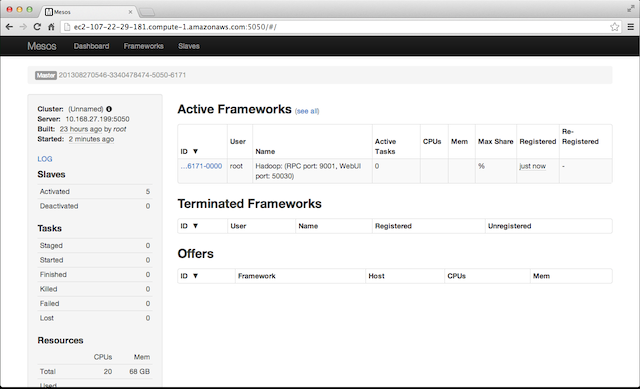 Mesos
ec2-107-22-29-181.compute-1.amazonaws.com:5050/#/
Mesos Dashboard Frameworks Slaves
Master 201308270546-3340478474-5050-6171
Cluster: (Unnamed)
Server: 10.168.27.199:5050
Built: 23 hours ago by root
Started: 2 minutes ago
LOG
Slaves
Activated 5
Deactivated 0
Tasks
Staged 0
Started 0
Finished 0
Killed 0
Failed 0
Lost 0
Resources
CPUs Mem
Total 20 68 GB
Used
Active Frameworks (see all)
ID ▼ User Name Active Tasks CPUs Mem Max Share Registered Re-Registered
…6171-0000 root Hadoop: (RPC port: 9001, WebUI port: 50030) 0 % just now -
Terminated Frameworks
ID ▼ User Name Registered Unregistered
Offers
ID ▼ Framework Host CPUs Mem